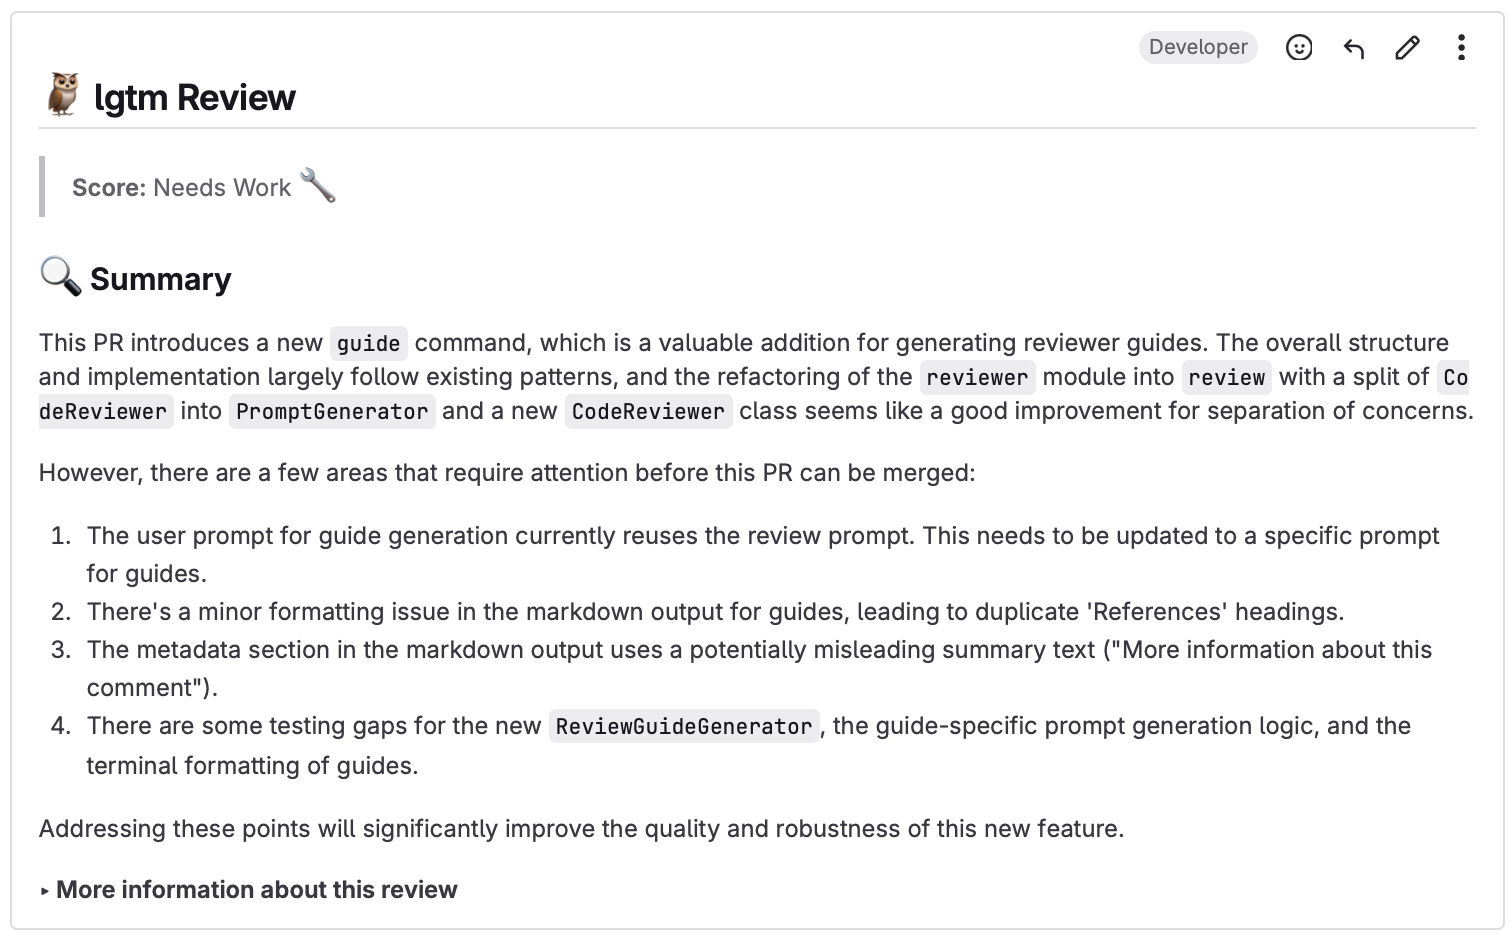 Developer
lgtm Review
Score: Needs Work
Summary
This PR introduces a new guide command, which is a valuable addition for generating reviewer guides. The overall structure
and implementation largely follow existing patterns, and the refactoring of the reviewer module into review with a split of Co
deReviewer into PromptGenerator and a new CodeReviewer class seems like a good improvement for separation of concerns.
However, there are a few areas that require attention before this PR can be merged:
1. The user prompt for guide generation currently reuses the review prompt. This needs to be updated to a specific prompt
for guides.
2. There's a minor formatting issue in the markdown output for guides, leading to duplicate 'References' headings.
3. The metadata section in the markdown output uses a potentially misleading summary text ("More information about this
comment").
4. There are some testing gaps for the new ReviewGuideGenerator, the guide-specific prompt generation logic, and the
terminal formatting of guides.
Addressing these points will significantly improve the quality and robustness of this new feature.
More information about this review